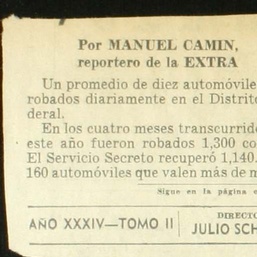 Por MANUEL CAMIN,
reportero de la EXTRA
Un promedio de diez automóvile
robados diariamente en el Distrit
deral.
En los cuatro meses transcurrid
este año fueron robados 1,300 co
El Servicio Secreto recuperó 1,140.
160 automóviles que valen más de m
Sigue en la página
AÑO XXXIV—TOMO II
DIRECTO
JULIO SCH